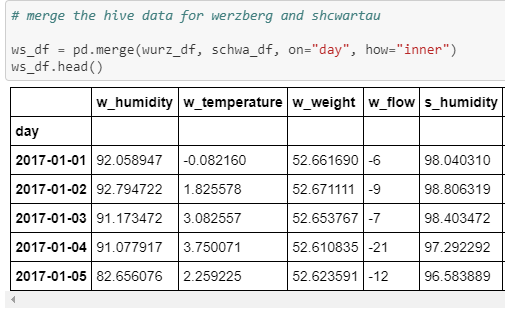 # merge the hive data for werzberg and shcwartau
ws_df = pd.merge(wurz_df, schwa_df, on="day", how="inner")
ws_df.head()
w_humidity w_temperature w_weight w_flow s_humidity
day
2017-01-01 92.058947 -0.082160 52.661690 -6 98.040310
2017-01-02 92.794722 1.825578 52.671111 -9 98.806319
2017-01-03 91.173472 3.082557 52.653767 -7 98.403472
2017-01-04 91.077917 3.750071 52.610835 -21 97.292292
2017-01-05 82.656076 2.259225 52.623591 -12 96.583889